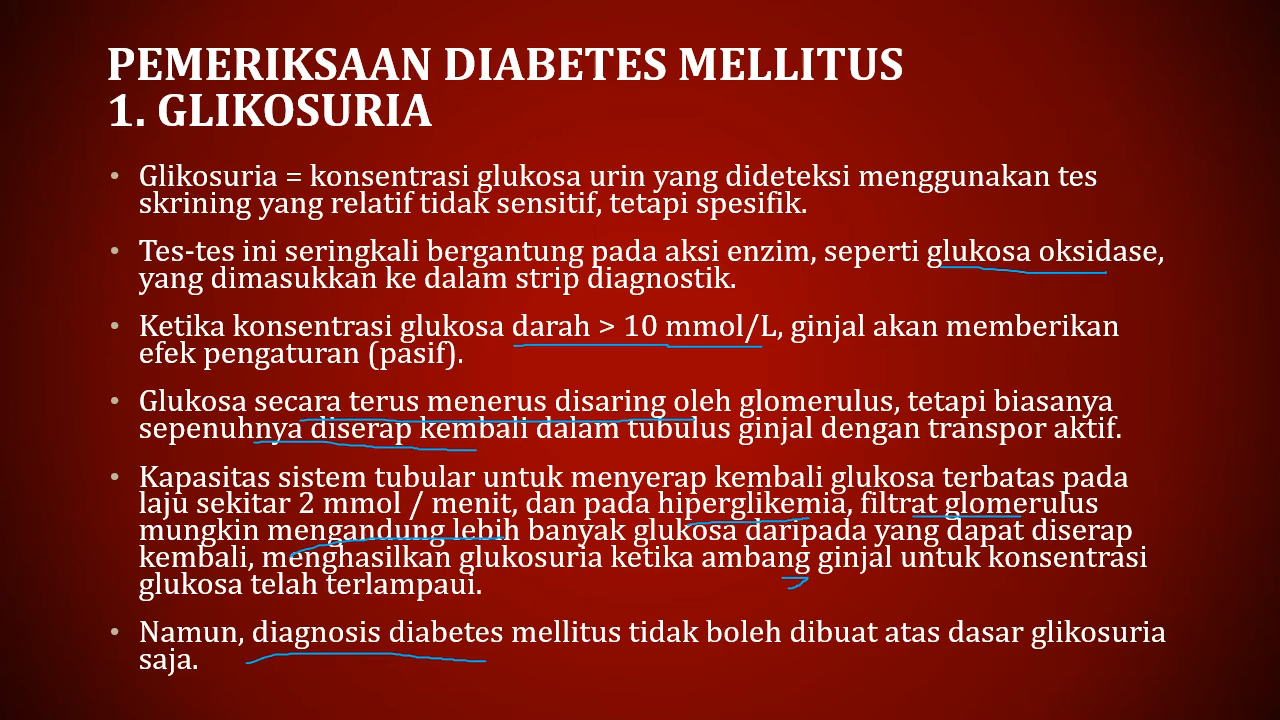 PEMERIKSAAN DIABETES MELLITUS
1. GLIKOSURIA
• Glikosuria = konsentrasi glukosa urin yang dideteksi menggunakan tes
skrining yang relatif tidak sensitif, tetapi spesifik.
• Tes-tes ini seringkali bergantung pada aksi enzim, seperti glukosa oksidase,
yang dimasukkan ke dalam strip diagnostik.
• Ketika konsentrasi glukosa darah > 10 mmol/L, ginjal akan memberikan
efek pengaturan (pasif).
• Glukosa secara terus menerus disaring oleh glomerulus, tetapi biasanya
sepenuhnya diserap kembali dalam tubulus ginjal dengan transpor aktif.
• Kapasitas sistem tubular untuk menyerap kembali glukosa terbatas pada
laju sekitar 2 mmol / menit, dan pada hiperglikemia, filtrat glomerulus
mungkin mengandung lebih banyak glukosa daripada yang dapat diserap
kembali, menghasilkan glukosuria ketika ambang ginjal untuk konsentrasi
glukosa telah terlampaui.
• Namun, diagnosis diabetes mellitus tidak boleh dibuat atas dasar glikosuria
saja.